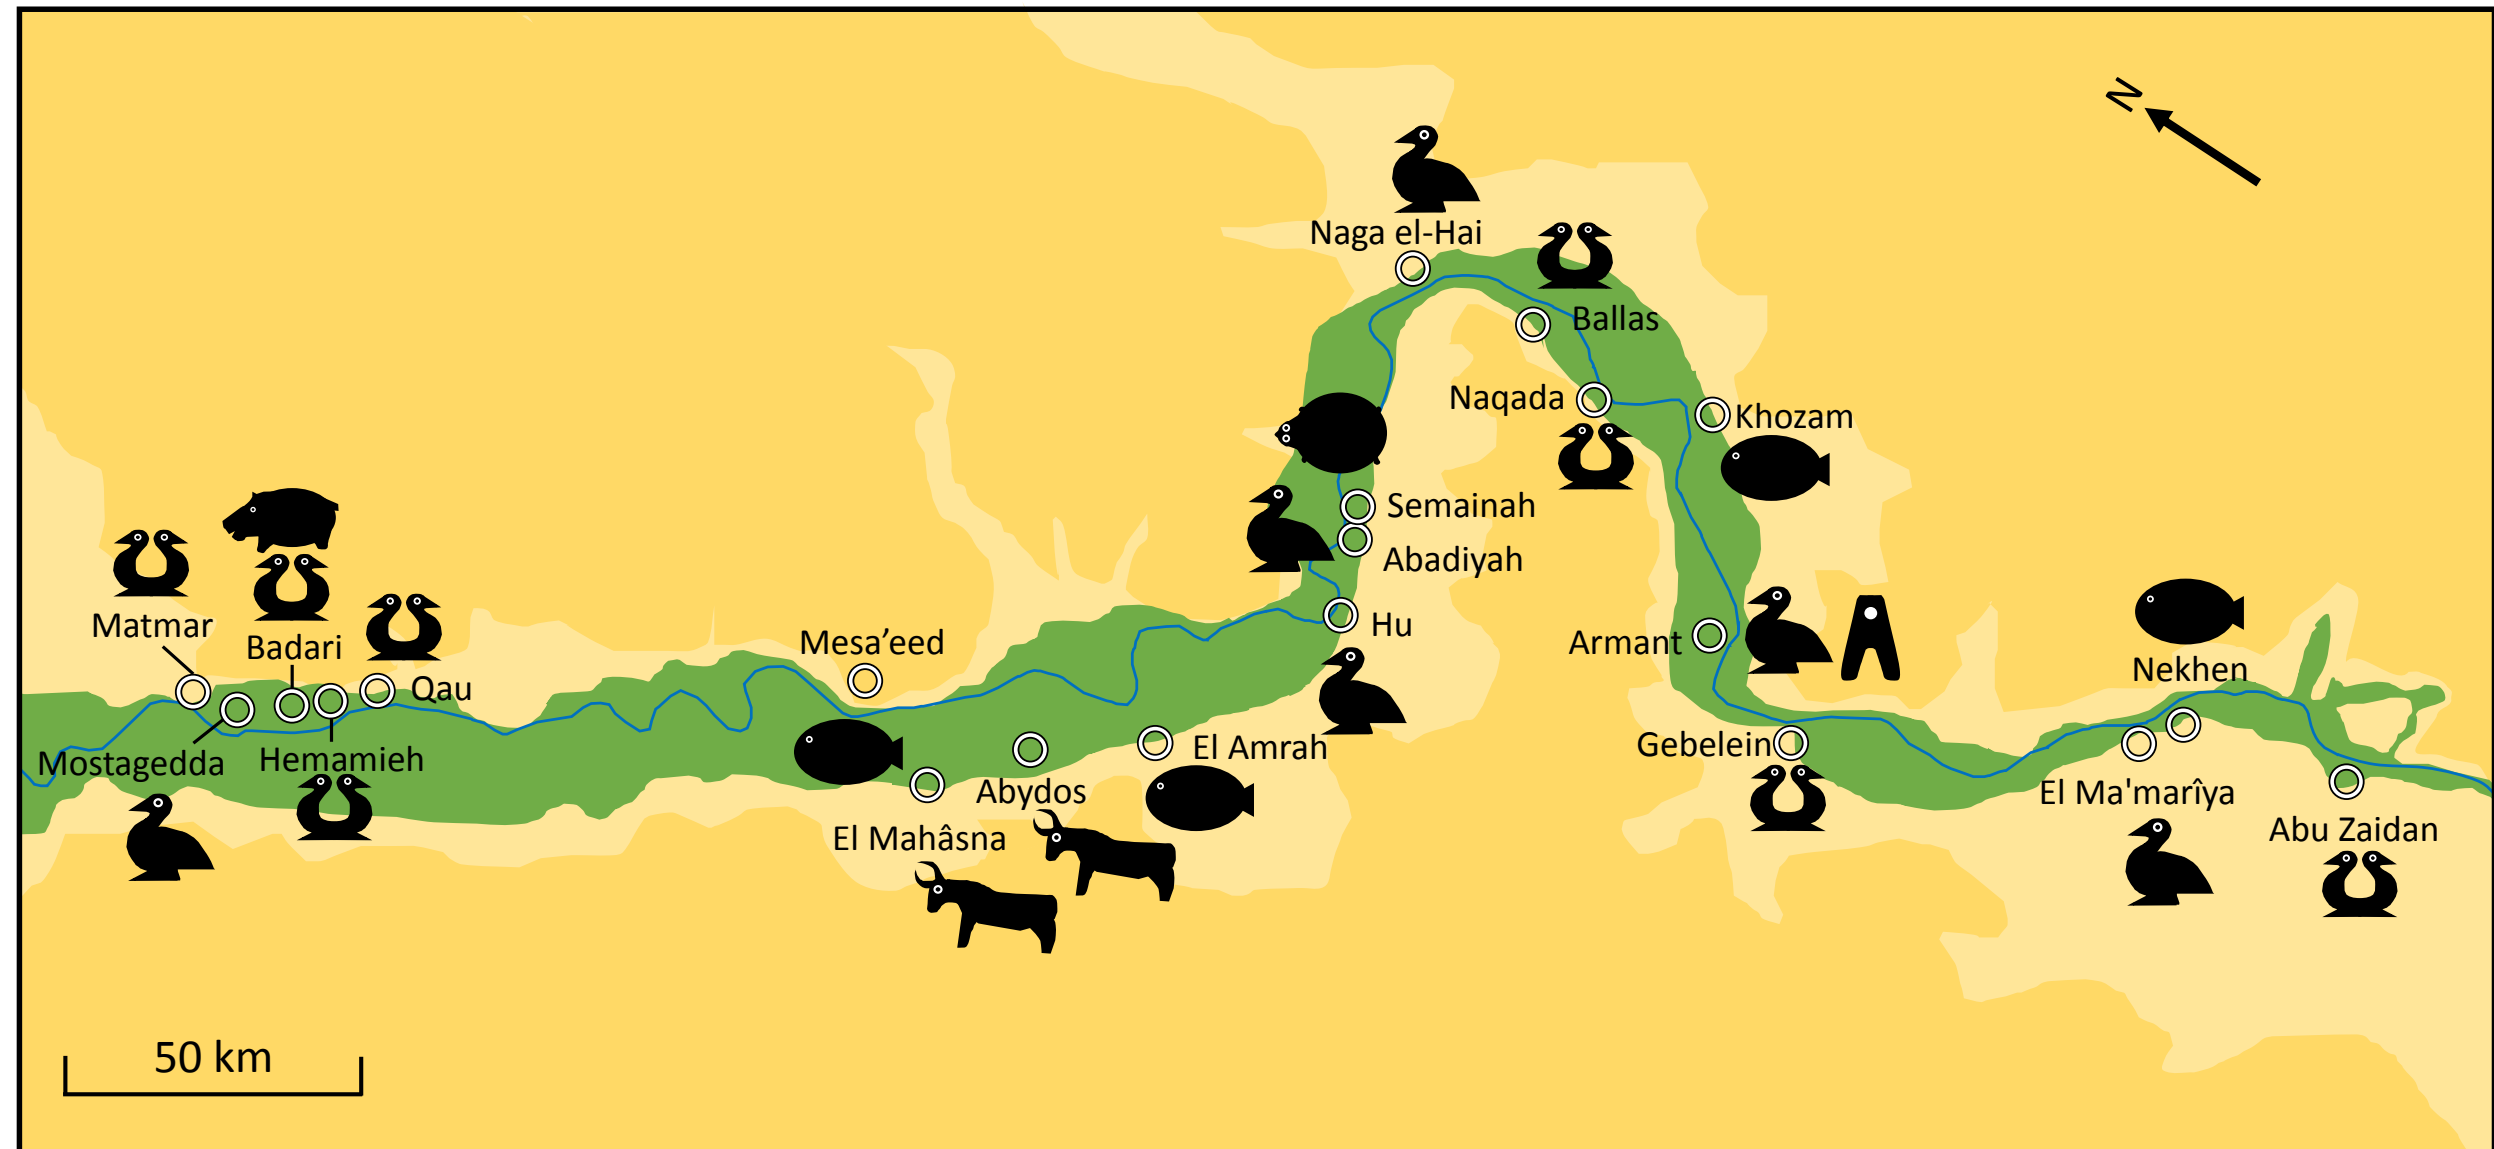 N
Naga el-Hai
Ballas
Naqada
Khozam
Semainah
Abadiyah
Matmar
Badari
Mesa’eed
Hu
Armant
Nekhen
Qau
Mostagedda
Hemamieh
El Amrah
Gebelein
Abydos
El Ma'marîya
El Mahâsna
Abu Zaidan
50 km